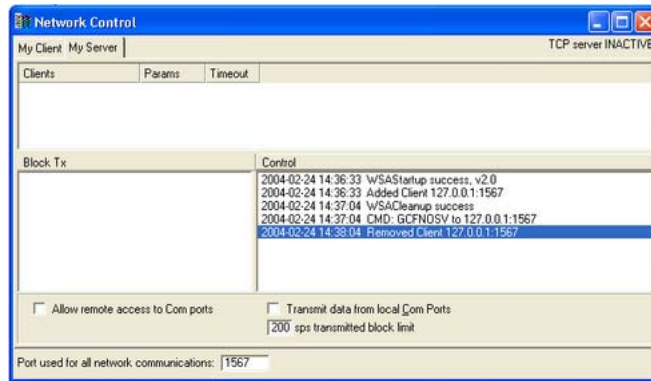 Network Control
My Client My Server TCP server INACTIVE
Clients Params Timeout
Block Tx Control
2004-02-24 14:36:33 WSAStartup success, v2.0
2004-02-24 14:36:33 Added Client 127.0.0.1:1567
2004-02-24 14:37:04 WSACleanup success
2004-02-24 14:37:04 CMD: GCFNOSV to 127.0.0.1:1567
2004-02-24 14:38:04 Removed Client 127.0.0.1:1567
Allow remote access to Com ports Transmit data from local Com Ports
200 sps transmitted block limit
Port used for all network communications: 1567